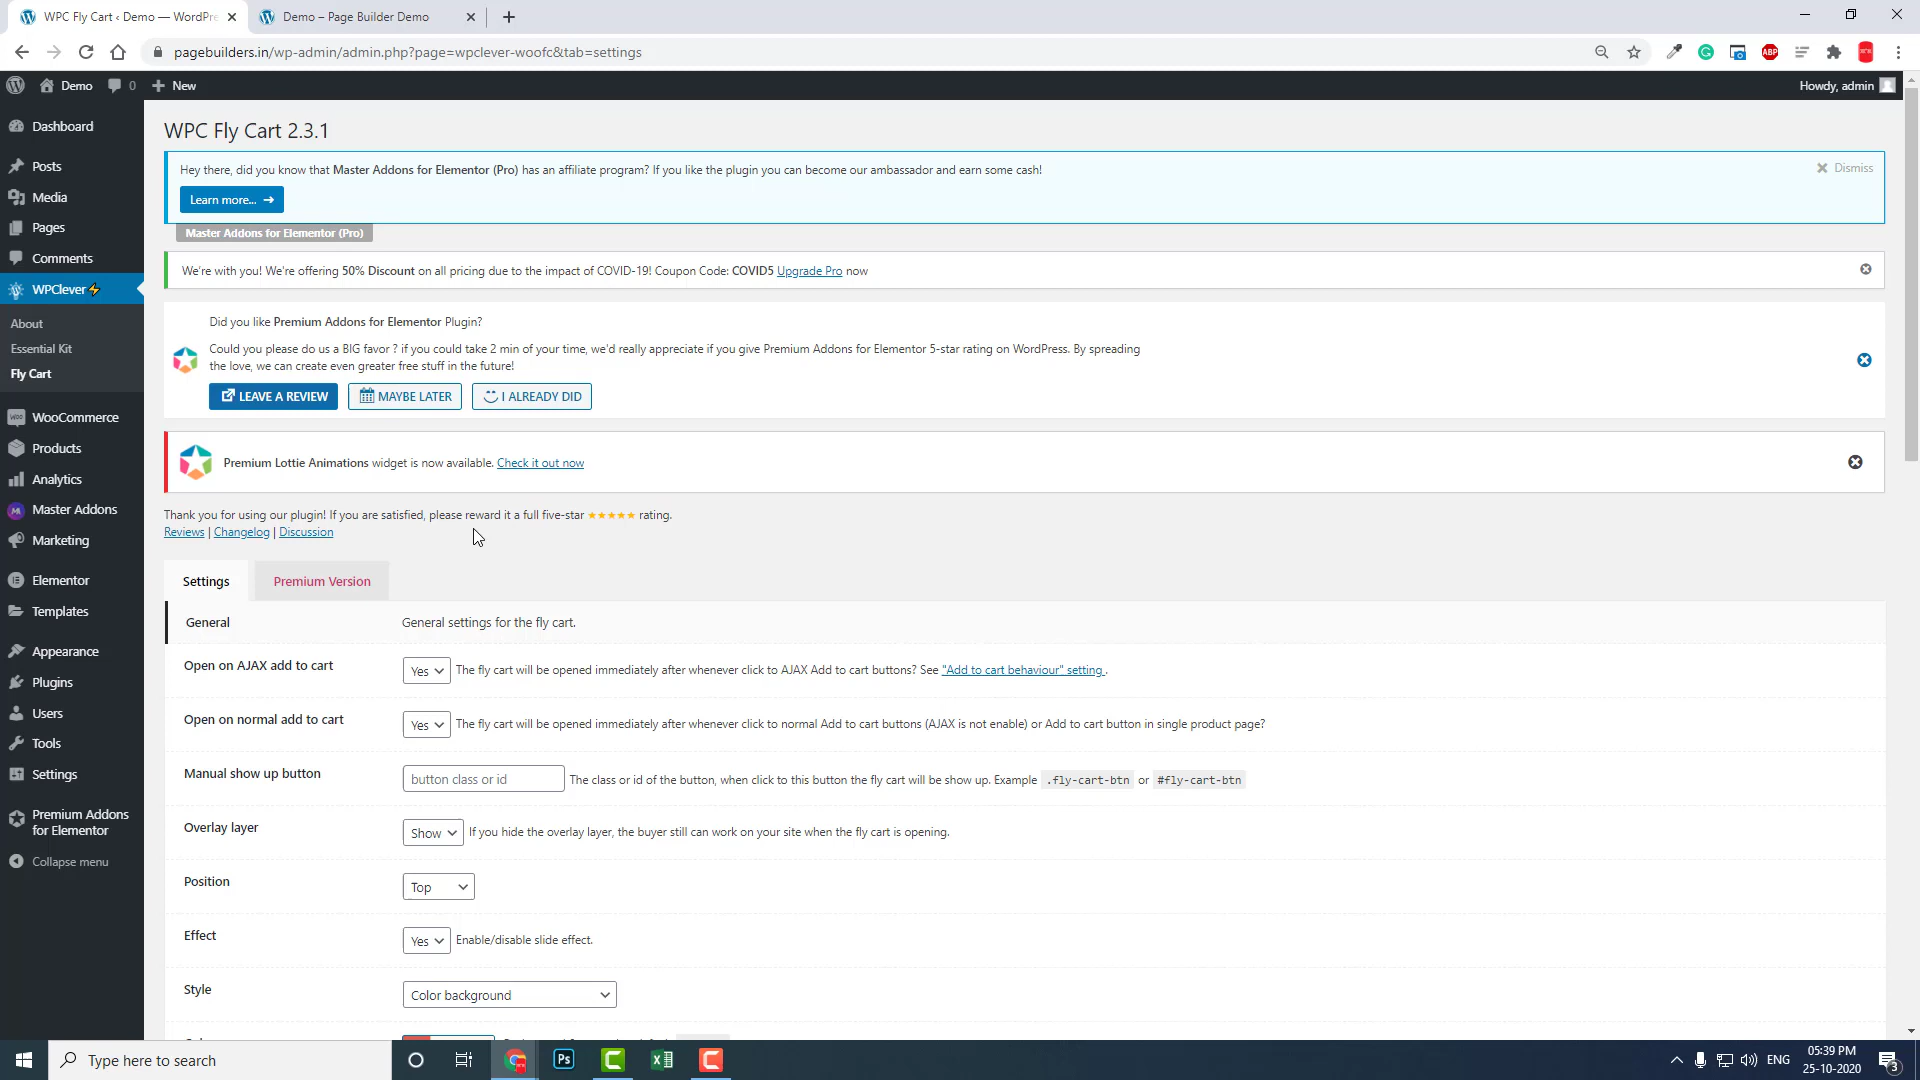 WPC Fly Cart ‹ Demo — WordPre
Demo – Page Builder Demo
pagebuilders.in/wp-admin/admin.php?page=wpclever-woofc&tab=settings
ABP
Demo
0
New
Howdy, admin
Dashboard
Posts
Media
Pages
Comments
WPClever⚡
About
Essential Kit
Fly Cart
WooCommerce
Products
Analytics
Master Addons
Marketing
Elementor
Templates
Appearance
Plugins
Users
Tools
Settings
Premium Addons
for Elementor
Collapse menu
WPC Fly Cart 2.3.1
Hey there, did you know that Master Addons for Elementor (Pro) has an affiliate program? If you like the plugin you can become our ambassador and earn some cash!
Dismiss
Learn more... →
Master Addons for Elementor (Pro)
We're with you! We're offering 50% Discount on all pricing due to the impact of COVID-19! Coupon Code: COVID5 Upgrade Pro now
Did you like Premium Addons for Elementor Plugin?
Could you please do us a BIG favor ? if you could take 2 min of your time, we'd really appreciate if you give Premium Addons for Elementor 5-star rating on WordPress. By spreading
the love, we can create even greater free stuff in the future!
LEAVE A REVIEW
MAYBE LATER
I ALREADY DID
Premium Lottie Animations widget is now available. Check it out now
Thank you for using our plugin! If you are satisfied, please reward it a full five-star ★★★★★ rating.
Reviews | Changelog | Discussion
Settings
Premium Version
General
General settings for the fly cart.
Open on AJAX add to cart
Yes
The fly cart will be opened immediately after whenever click to AJAX Add to cart buttons? See "Add to cart behaviour" setting .
Open on normal add to cart
Yes
The fly cart will be opened immediately after whenever click to normal Add to cart buttons (AJAX is not enable) or Add to cart button in single product page?
Manual show up button
button class or id
The class or id of the button, when click to this button the fly cart will be show up. Example .fly-cart-btn or #fly-cart-btn
Overlay layer
Show
If you hide the overlay layer, the buyer still can work on your site when the fly cart is opening.
Position
Top
Effect
Yes
Enable/disable slide effect.
Style
Color background
Type here to search
Ps
ENG
05:39 PM
25-10-2020
3